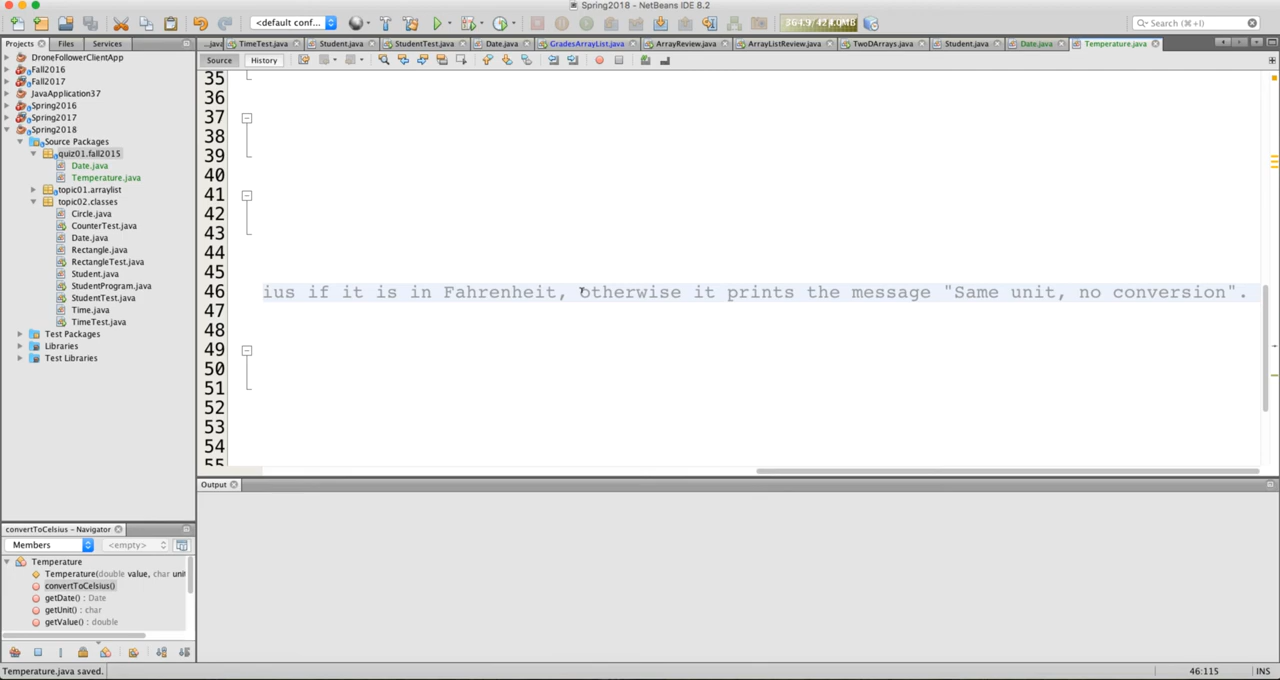 Spring2018 - NetBeans IDE 8.2
<default conf...
364.9/424.0MB
Search (⌘+I)
Projects
Files
Services
...java
TimeTest.java
Student.java
StudentTest.java
Date.java
GradesArrayList.java
ArrayReview.java
ArrayListReview.java
TwoDArrays.java
Student.java
Date.java
Temperature.java
Source
History
DroneFollowerClientApp
Fall2016
Fall2017
JavaApplication37
Spring2016
Spring2017
Spring2018
Source Packages
quiz01.fall2015
Date.java
Temperature.java
topic01.arraylist
topic02.classes
Circle.java
CounterTest.java
Date.java
Rectangle.java
RectangleTest.java
Student.java
StudentProgram.java
StudentTest.java
Time.java
TimeTest.java
Test Packages
Libraries
Test Libraries
35
36
37
38
39
40
41
42
43
44
45
46 ius if it is in Fahrenheit, otherwise it prints the message "Same unit, no conversion".
47
48
49
50
51
52
53
54
55
Output
convertToCelsius - Navigator
Members
<empty>
Temperature
Temperature(double value, char unit
convertToCelsius()
getDate() : Date
getUnit() : char
getValue() : double
Temperature.java saved.
46:115
INS